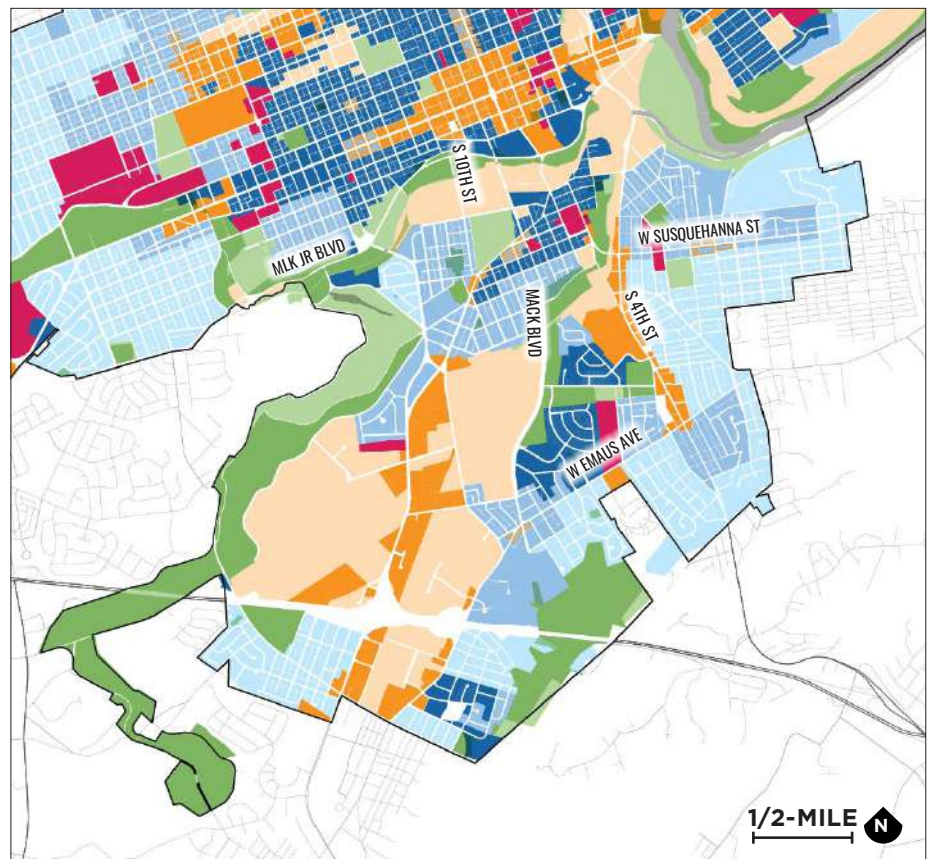 S 10TH ST
W SUSQUEHANNA ST
MLK JR BLVD
MACK BLVD
S 4TH ST
W EMAUS AVE
1/2-MILE
N